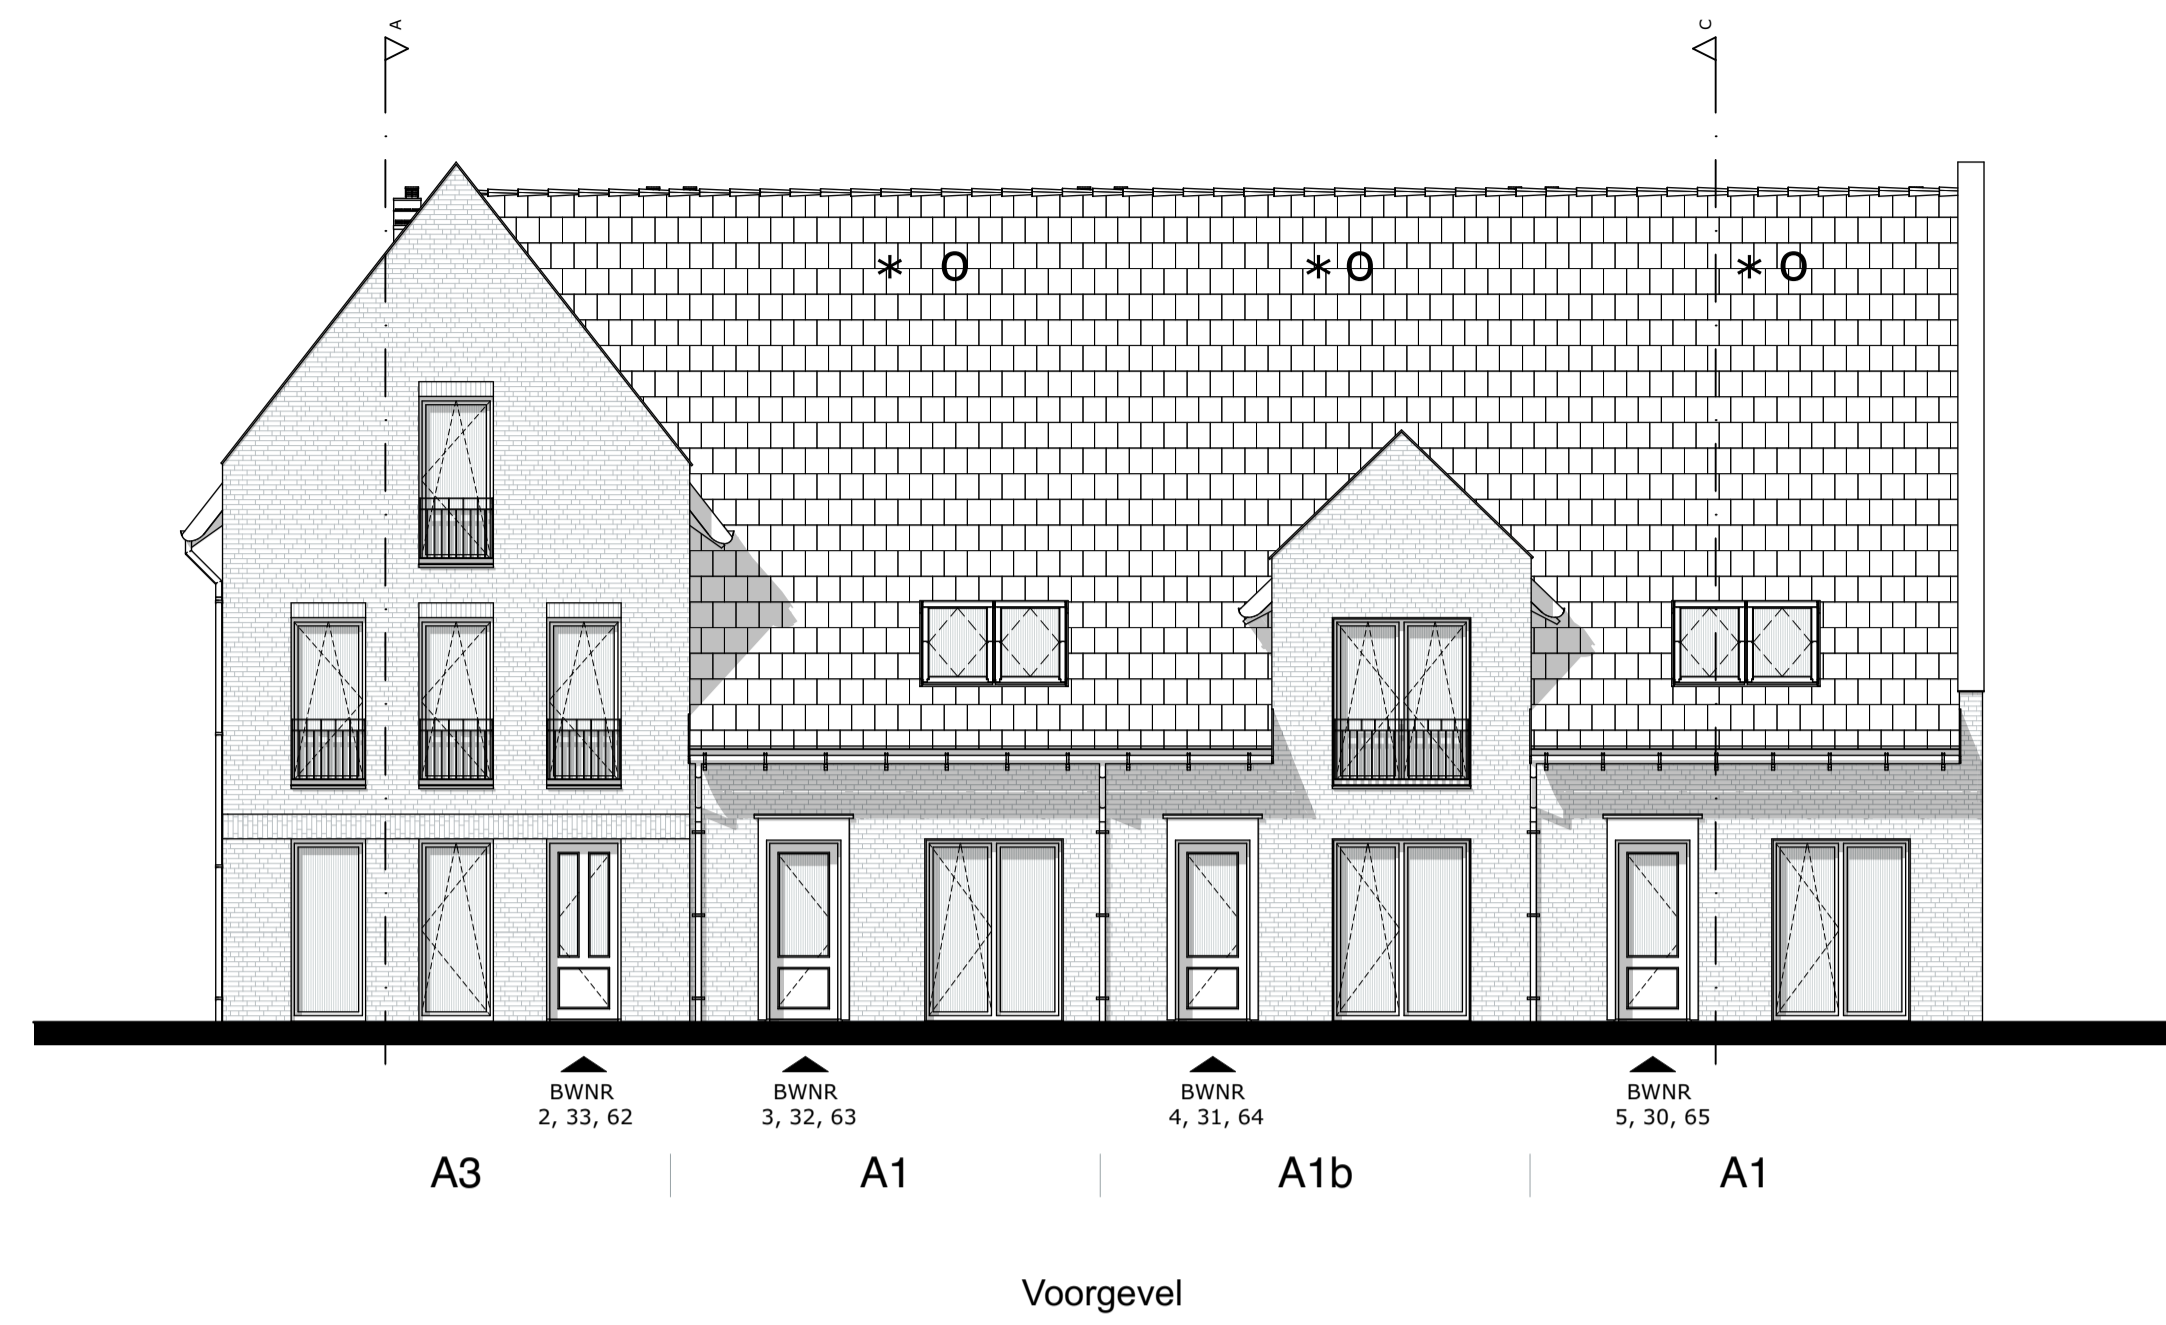 A
C
* O
* O
* O
BWNR
2, 33, 62
BWNR
3, 32, 63
BWNR
4, 31, 64
BWNR
5, 30, 65
A3
A1
A1b
A1
Voorgevel